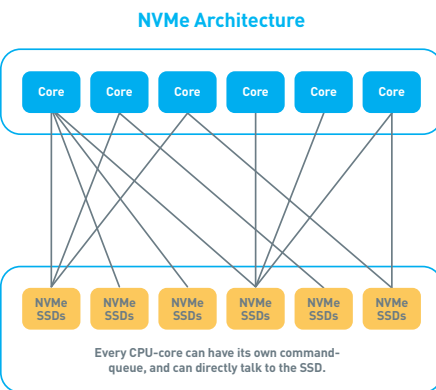 NVMe Architecture
Core Core Core Core Core Core
NVMe NVMe NVMe NVMe NVMe NVMe
SSDs SSDs SSDs SSDs SSDs SSDs
Every CPU-core can have its own command-
queue, and can directly talk to the SSD.